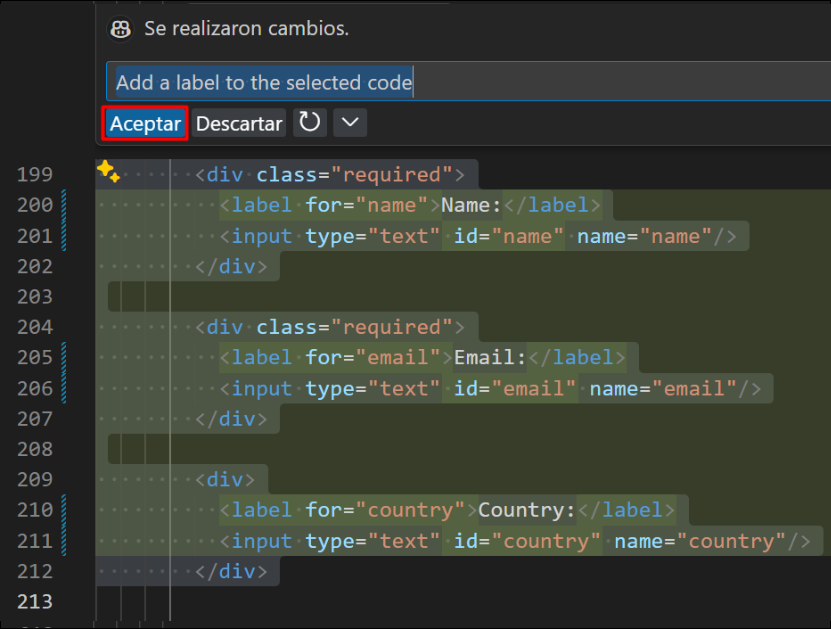 Se realizaron cambios.
Add a label to the selected code
Aceptar Descartar
199 <div class="required">
200 <label for="name">Name:</label>
201 <input type="text" id="name" name="name"/>
202 </div>
203
204 <div class="required">
205 <label for="email">Email:</label>
206 <input type="text" id="email" name="email"/>
207 </div>
208
209 <div>
210 <label for="country">Country:</label>
211 <input type="text" id="country" name="country"/>
212 </div>
213